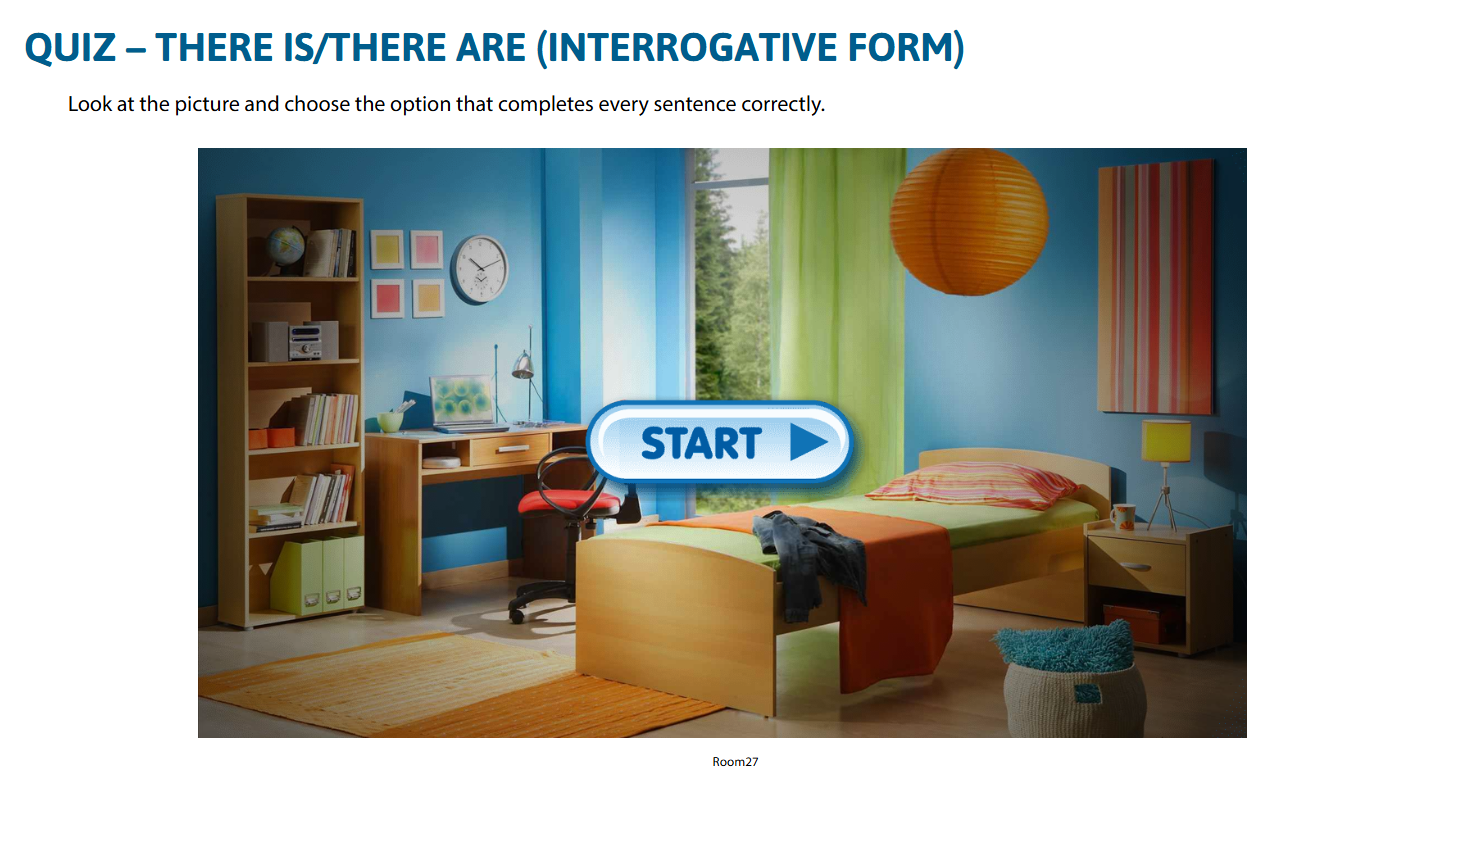 QUIZ – THERE IS/THERE ARE (INTERROGATIVE FORM)
Look at the picture and choose the option that completes every sentence correctly.
START
Room27